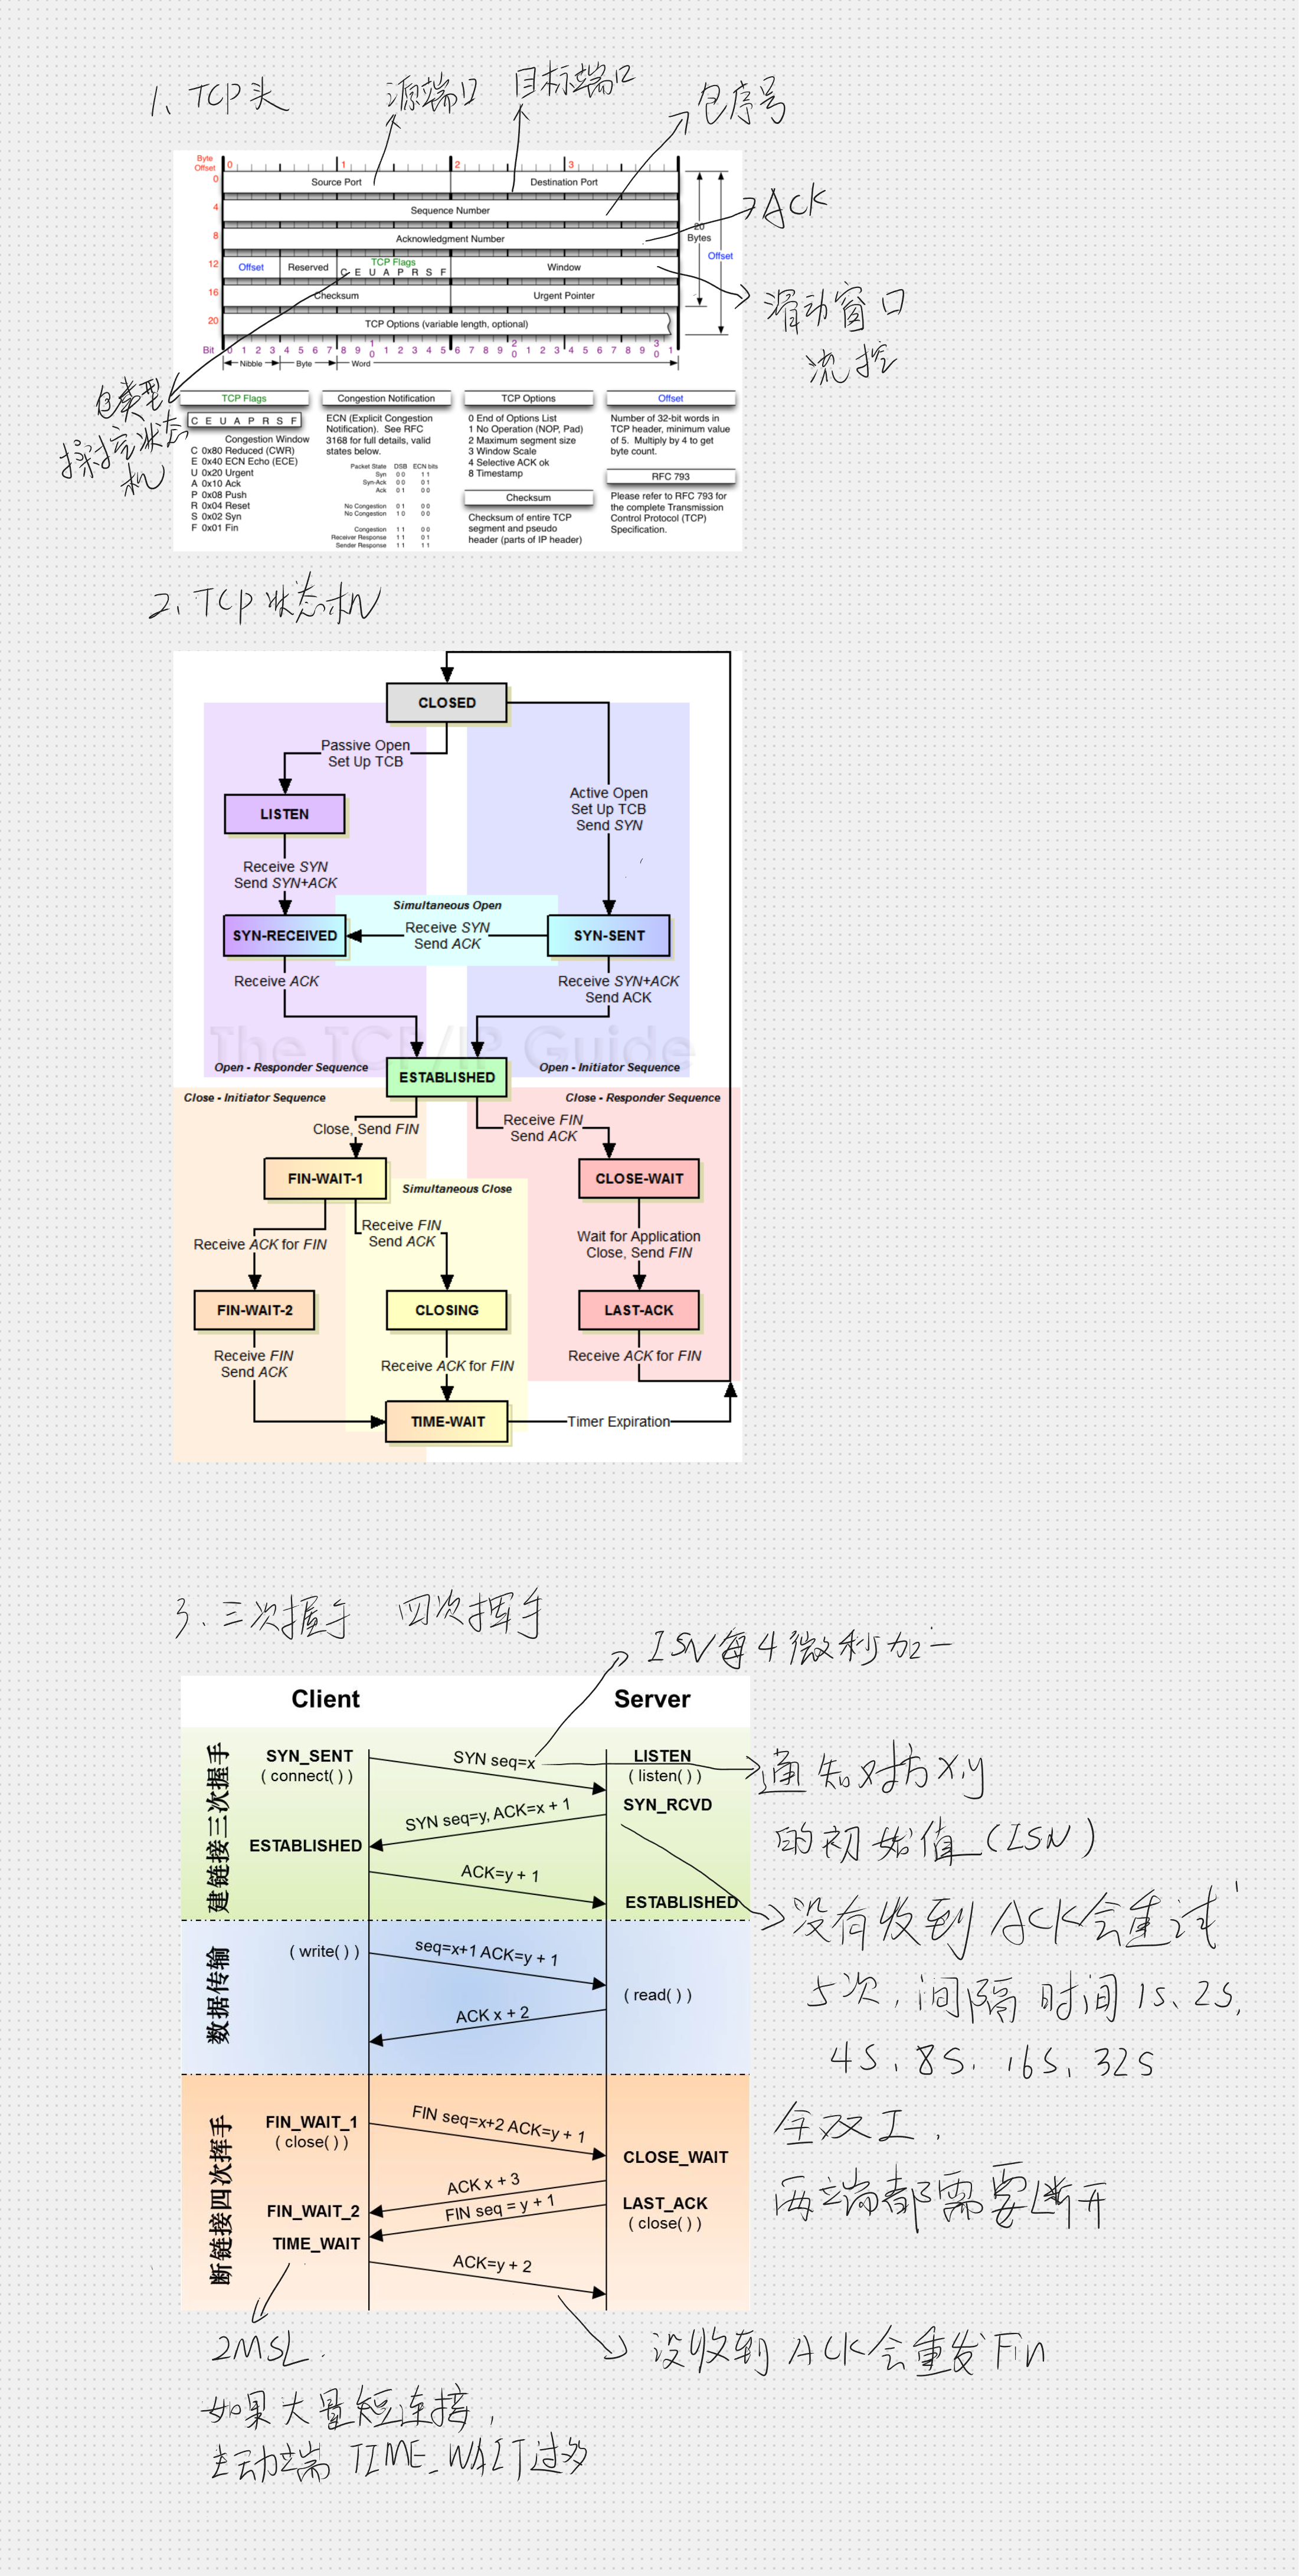 1、TCP头
源端口
目标端口
包序号
Byte Offset
0 1 2 3
0 Source Port Destination Port
4 Sequence Number
ACK
8 Acknowledgment Number
20 Bytes
Offset
12 Offset Reserved TCP Flags C E U A P R S F Window
16 Checksum Urgent Pointer
滑动窗口
流控
20 TCP Options (variable length, optional)
Bit 0 1 2 3 4 5 6 7 8 9 10 1 2 3 4 5 6 7 8 9 20 1 2 3 4 5 6 7 8 9 30 1
Nibble Byte Word
包类型
操控状态
机
TCP Flags
C E U A P R S F
Congestion Window
C 0x80 Reduced (CWR)
E 0x40 ECN Echo (ECE)
U 0x20 Urgent
A 0x10 Ack
P 0x08 Push
R 0x04 Reset
S 0x02 Syn
F 0x01 Fin
Congestion Notification
ECN (Explicit Congestion
Notification). See RFC
3168 for full details, valid
states below.
Packet State DSB ECN bits
Syn 0 0 1 1
Syn-Ack 0 0 0 1
Ack 0 1 0 0
No Congestion 0 1 0 0
No Congestion 1 0 0 0
Congestion 1 1 0 0
Receiver Response 1 1 0 1
Sender Response 1 1 1 1
TCP Options
0 End of Options List
1 No Operation (NOP, Pad)
2 Maximum segment size
3 Window Scale
4 Selective ACK ok
8 Timestamp
Checksum
Checksum of entire TCP
segment and pseudo
header (parts of IP header)
Offset
Number of 32-bit words in
TCP header, minimum value
of 5. Multiply by 4 to get
byte count.
RFC 793
Please refer to RFC 793 for
the complete Transmission
Control Protocol (TCP)
Specification.
2、TCP状态机
CLOSED
Passive Open
Set Up TCB
Active Open
Set Up TCB
Send SYN
LISTEN
Receive SYN
Send SYN+ACK
Simultaneous Open
SYN-RECEIVED
Receive SYN
Send ACK
SYN-SENT
Receive ACK
Receive SYN+ACK
Send ACK
The TCP/IP Guide
Open - Responder Sequence
ESTABLISHED
Open - Initiator Sequence
Close - Initiator Sequence
Close - Responder Sequence
Close, Send FIN
Receive FIN
Send ACK
FIN-WAIT-1
CLOSE-WAIT
Simultaneous Close
Receive ACK for FIN
Receive FIN
Send ACK
Wait for Application
Close, Send FIN
FIN-WAIT-2
CLOSING
LAST-ACK
Receive FIN
Send ACK
Receive ACK for FIN
Receive ACK for FIN
TIME-WAIT
Timer Expiration
3、三次握手 四次挥手
ISN每4微秒加一
Client Server
建链接三次握手
SYN_SENT
( connect( ) )
SYN seq=x
LISTEN
( listen( ) )
通知对方x,y
的初始值(ISN)
SYN_RCVD
SYN seq=y, ACK=x + 1
ESTABLISHED
ACK=y + 1
ESTABLISHED
没有收到ACK会重试
5次,间隔时间1s、2s、
4s、8s、16s、32s
数据传输
( write( ) )
seq=x+1 ACK=y + 1
( read( ) )
ACK x + 2
断链接四次挥手
FIN_WAIT_1
( close( ) )
FIN seq=x+2 ACK=y + 1
CLOSE_WAIT
全双工,
两端都需要断开
ACK x + 3
FIN_WAIT_2
LAST_ACK
( close( ) )
FIN seq = y + 1
TIME_WAIT
ACK=y + 2
2MSL.
没收到ACK会重发Fin
如果大量短连接,
主动端TIME_WAIT过多